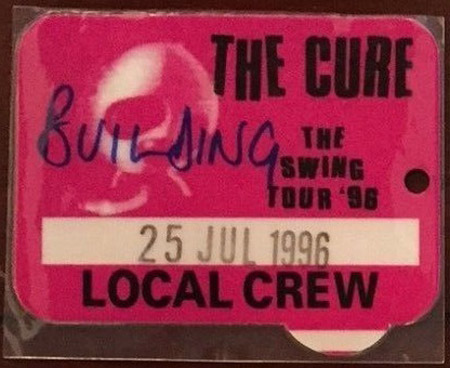 THE CURE
BUILDING
THE
SWING
TOUR '96
25 JUL 1996
LOCAL CREW